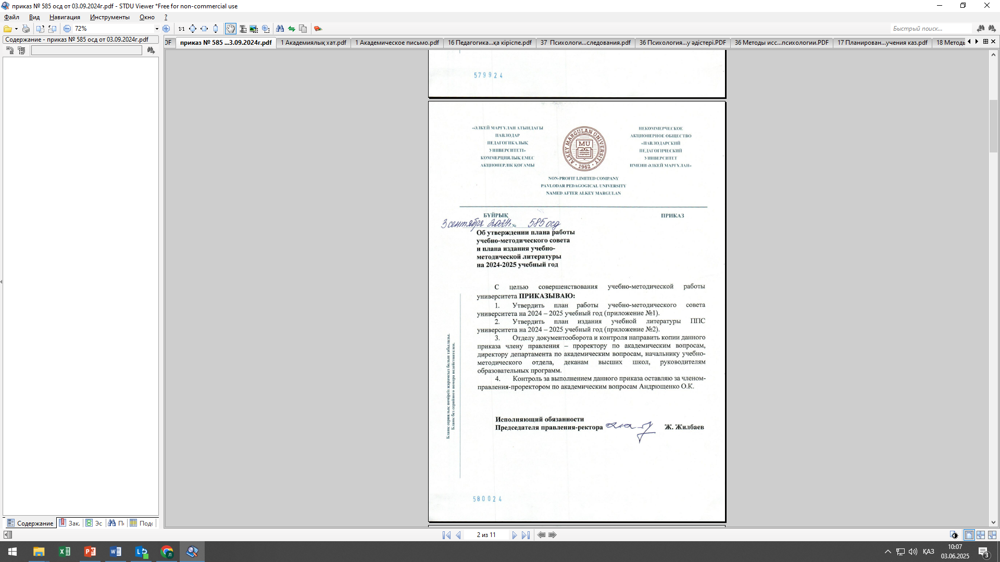 приказ № 585 осд от 03.09.2024г.pdf - STDU Viewer *Free for non-commercial use
Файл Вид Навигация Инструменты Окно ?
72%
1:1
Быстрый поиск...
Содержание - приказ № 585 осд от 03.09.2024г.pdf
DF
приказ № 585 ...3.09.2024г.pdf
1 Академиялық хат.pdf
1 Академическое письмо.pdf
16 Педагогика...қа кіріспе.pdf
37 Психологи...следования.pdf
36 Психология...у әдістері.PDF
36 Методы исс...психологии.PDF
17 Планирован...учения каз.pdf
18 Методы
579924
«ӘЛКЕЙ МАРҒҰЛАН АТЫНДАҒЫ
ПАВЛОДАР
ПЕДАГОГИКАЛЫҚ
УНИВЕРСИТЕТІ»
КОММЕРЦИЯЛЫҚ ЕМЕС
АКЦИОНЕРЛІК ҚОҒАМЫ
ALKEY MARGULAN UNIVERSITY
MU
• 1962 •
НЕКОММЕРЧЕСКОЕ
АКЦИОНЕРНОЕ ОБЩЕСТВО
«ПАВЛОДАРСКИЙ
ПЕДАГОГИЧЕСКИЙ
УНИВЕРСИТЕТ
ИМЕНИ ӘЛКЕЙ МАРҒҰЛАН»
NON-PROFIT LIMITED COMPANY
PAVLODAR PEDAGOGICAL UNIVERSITY
NAMED AFTER ALKEY MARGULAN
БҰЙРЫҚ ПРИКАЗ
3 сентября 2024г. № 585 осд
Об утверждении плана работы
учебно-методического совета
и плана издания учебно-
методической литературы
на 2024-2025 учебный год
С целью совершенствования учебно-методической работы
университета ПРИКАЗЫВАЮ:
1. Утвердить план работы учебно-методического совета
университета на 2024 – 2025 учебный год (приложение №1).
2. Утвердить план издания учебной литературы ППС
университета на 2024 – 2025 учебный год (приложение №2).
3. Отделу документооборота и контроля направить копии данного
приказа члену правления – проректору по академическим вопросам,
директору департамента по академическим вопросам, начальнику учебно-
методического отдела, деканам высших школ, руководителям
образовательных программ.
4. Контроль за выполнением данного приказа оставляю за членом-
правления-проректором по академическим вопросам Андрющенко О.К.
Бланк сериялық нөмірсіз жарамсыз болып табылады.
Бланк без серийного номера недействителен.
Исполняющий обязанности
Председателя правления-ректора Ж. Жилбаев
580024
Содержание Зак. Эс П Подс
2 из 11
ҚАЗ
10:07
03.06.2025
3